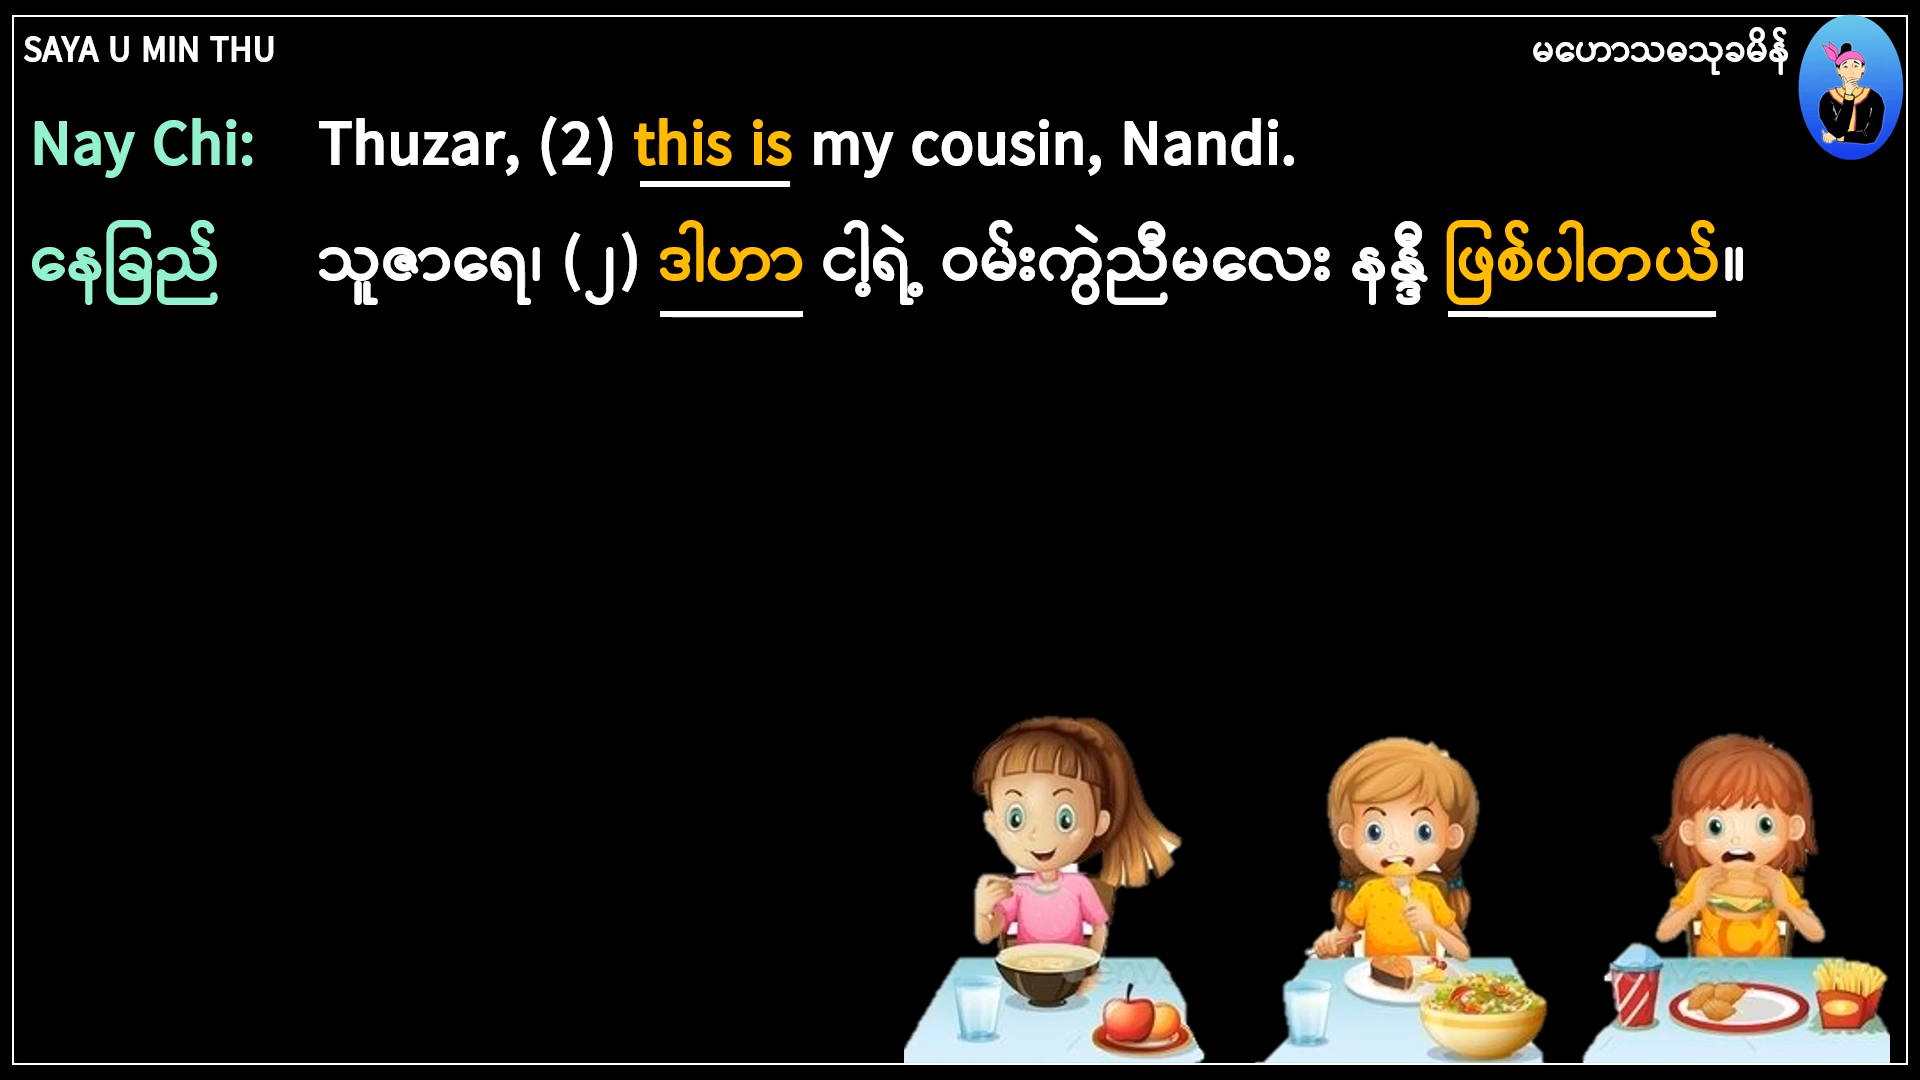 SAYA U MIN THU
မဟောသဓသုခမိန်
Nay Chi: Thuzar, (2) this is my cousin, Nandi.
နေခြည် သူဇာရေ၊ (၂) ဒါဟာ ငါ့ရဲ့ ဝမ်းကွဲညီမလေး နန္ဒီ ဖြစ်ပါတယ်။